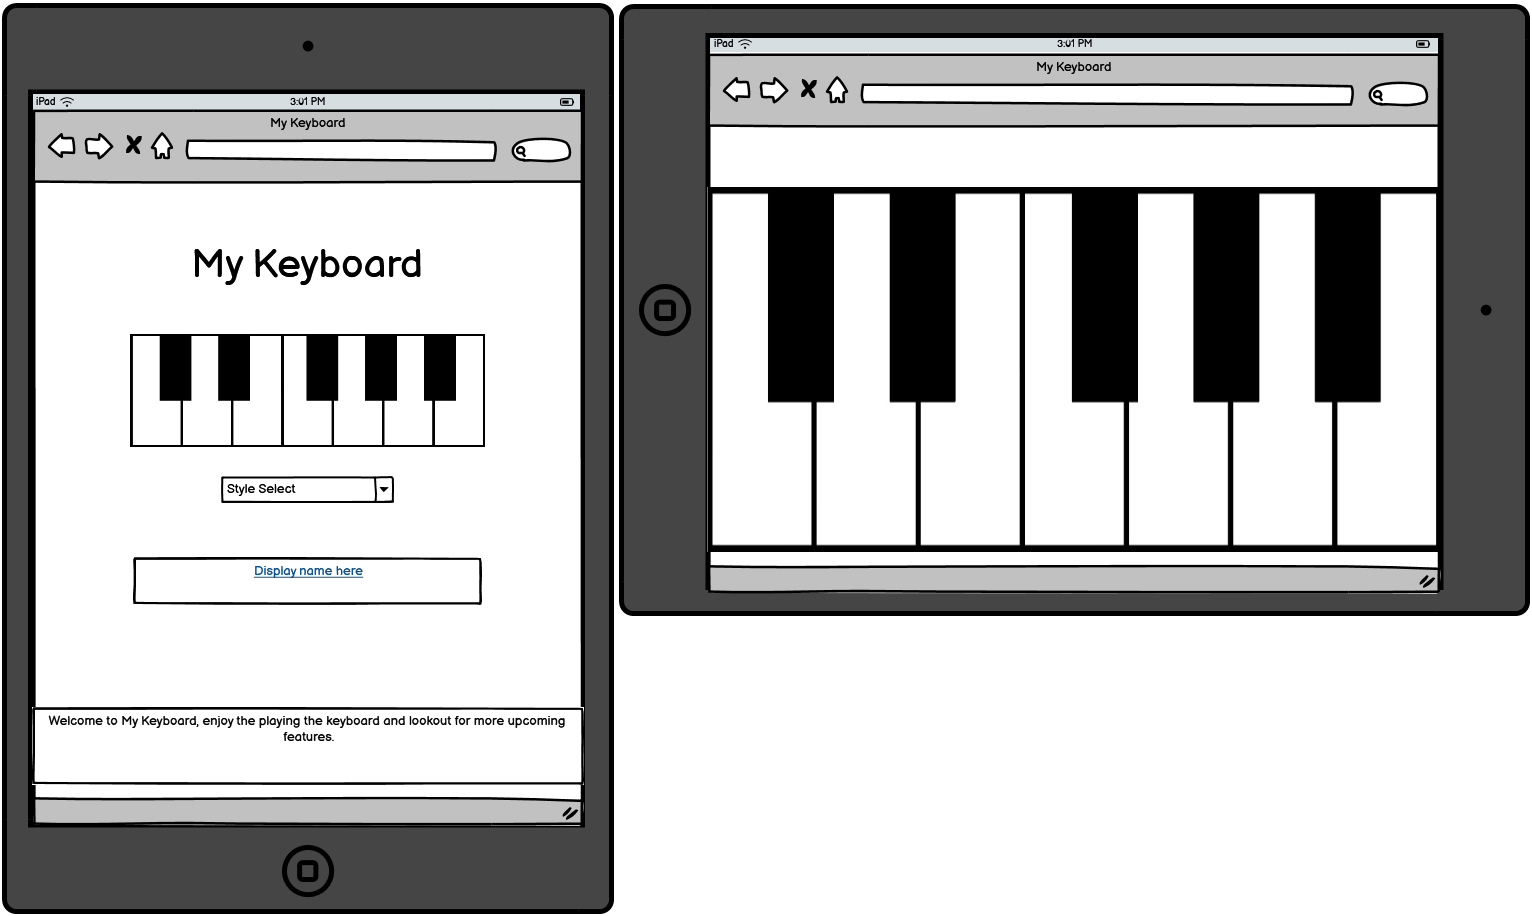 iPad
3:01 PM
My Keyboard
My Keyboard
Style Select
Display name here
Welcome to My Keyboard, enjoy the playing the keyboard and lookout for more upcoming
features.
iPad
3:01 PM
My Keyboard